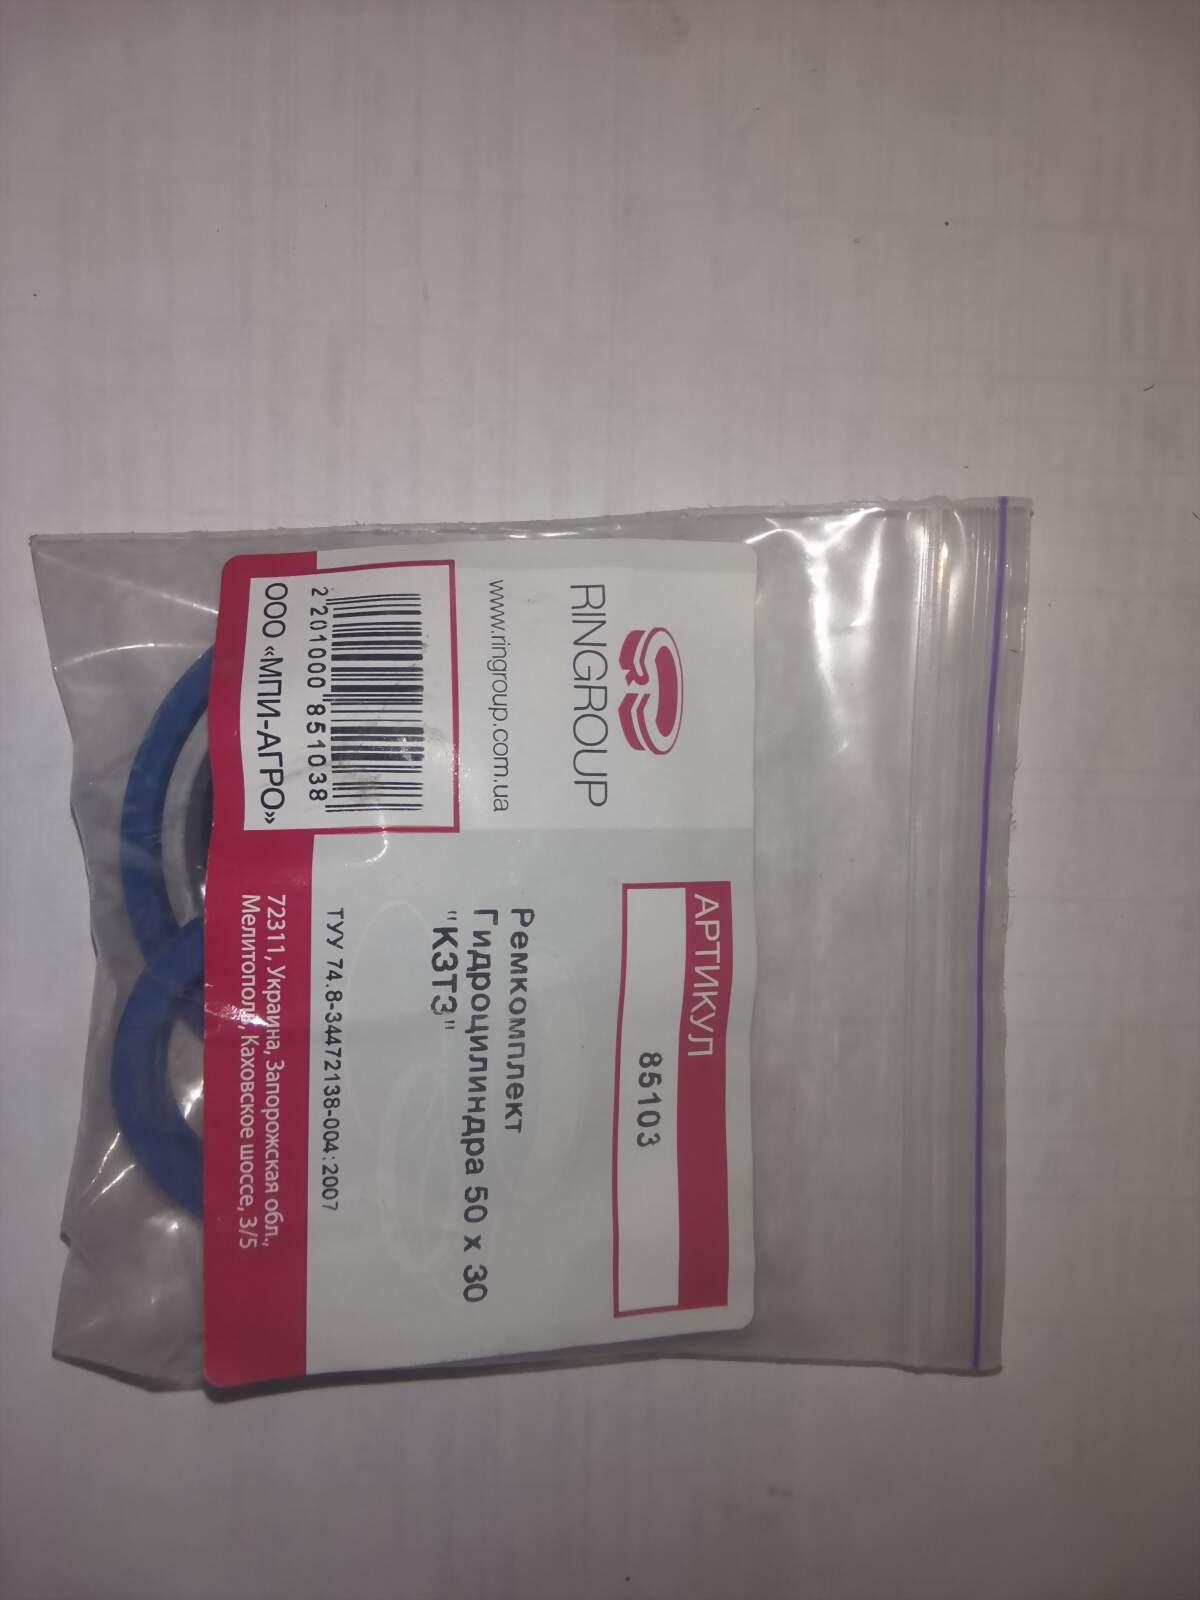 RINGROUP
www.ringroup.com.ua
2 201000 851038
ООО «МПИ-АГРО»
АРТИКУЛ
85103
Ремкомплект
Гидроцилиндра 50 х 30
"КЗТЗ"
ТУУ 74.8-34472138-004:2007
72311, Украина, Запорожская обл.,
Мелитополь, Каховское шоссе, 3/5